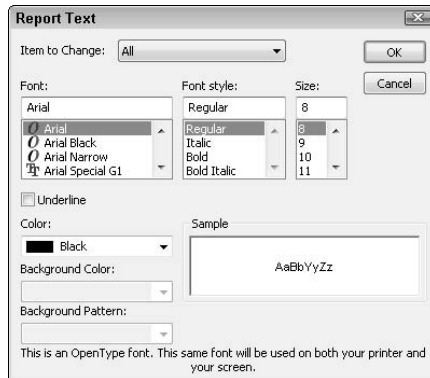 Report Text
Item to Change: All
OK
Cancel
Font:
Font style:
Size:
Arial
Regular
8
Arial
Arial Black
Arial Narrow
Arial Special G1
Regular
Italic
Bold
Bold Italic
8
9
10
11
Underline
Color:
Black
Sample
AaBbYyZz
Background Color:
Background Pattern:
This is an OpenType font. This same font will be used on both your printer and
your screen.